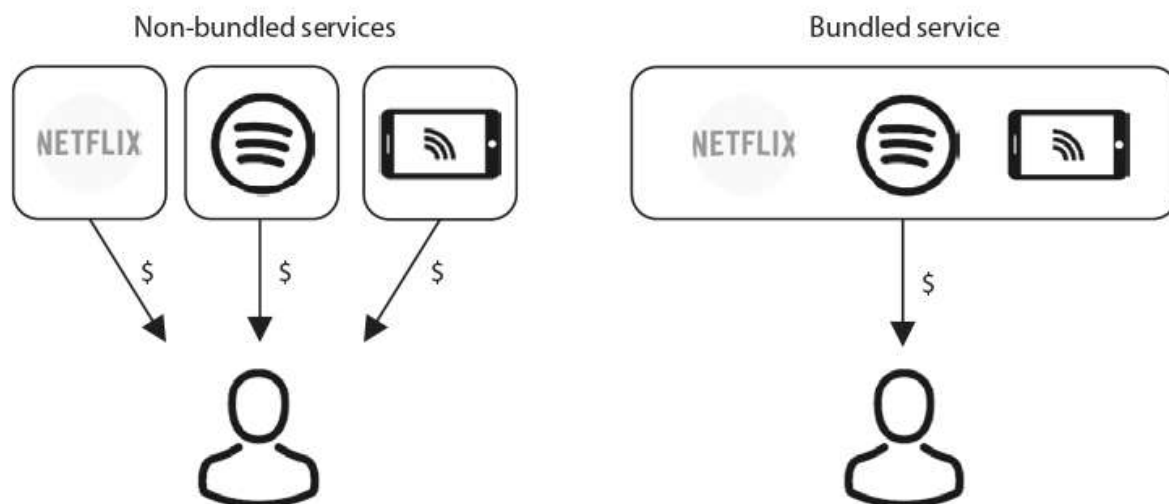 Non-bundled services
NETFLIX
$
$
$
Bundled service
NETFLIX
$